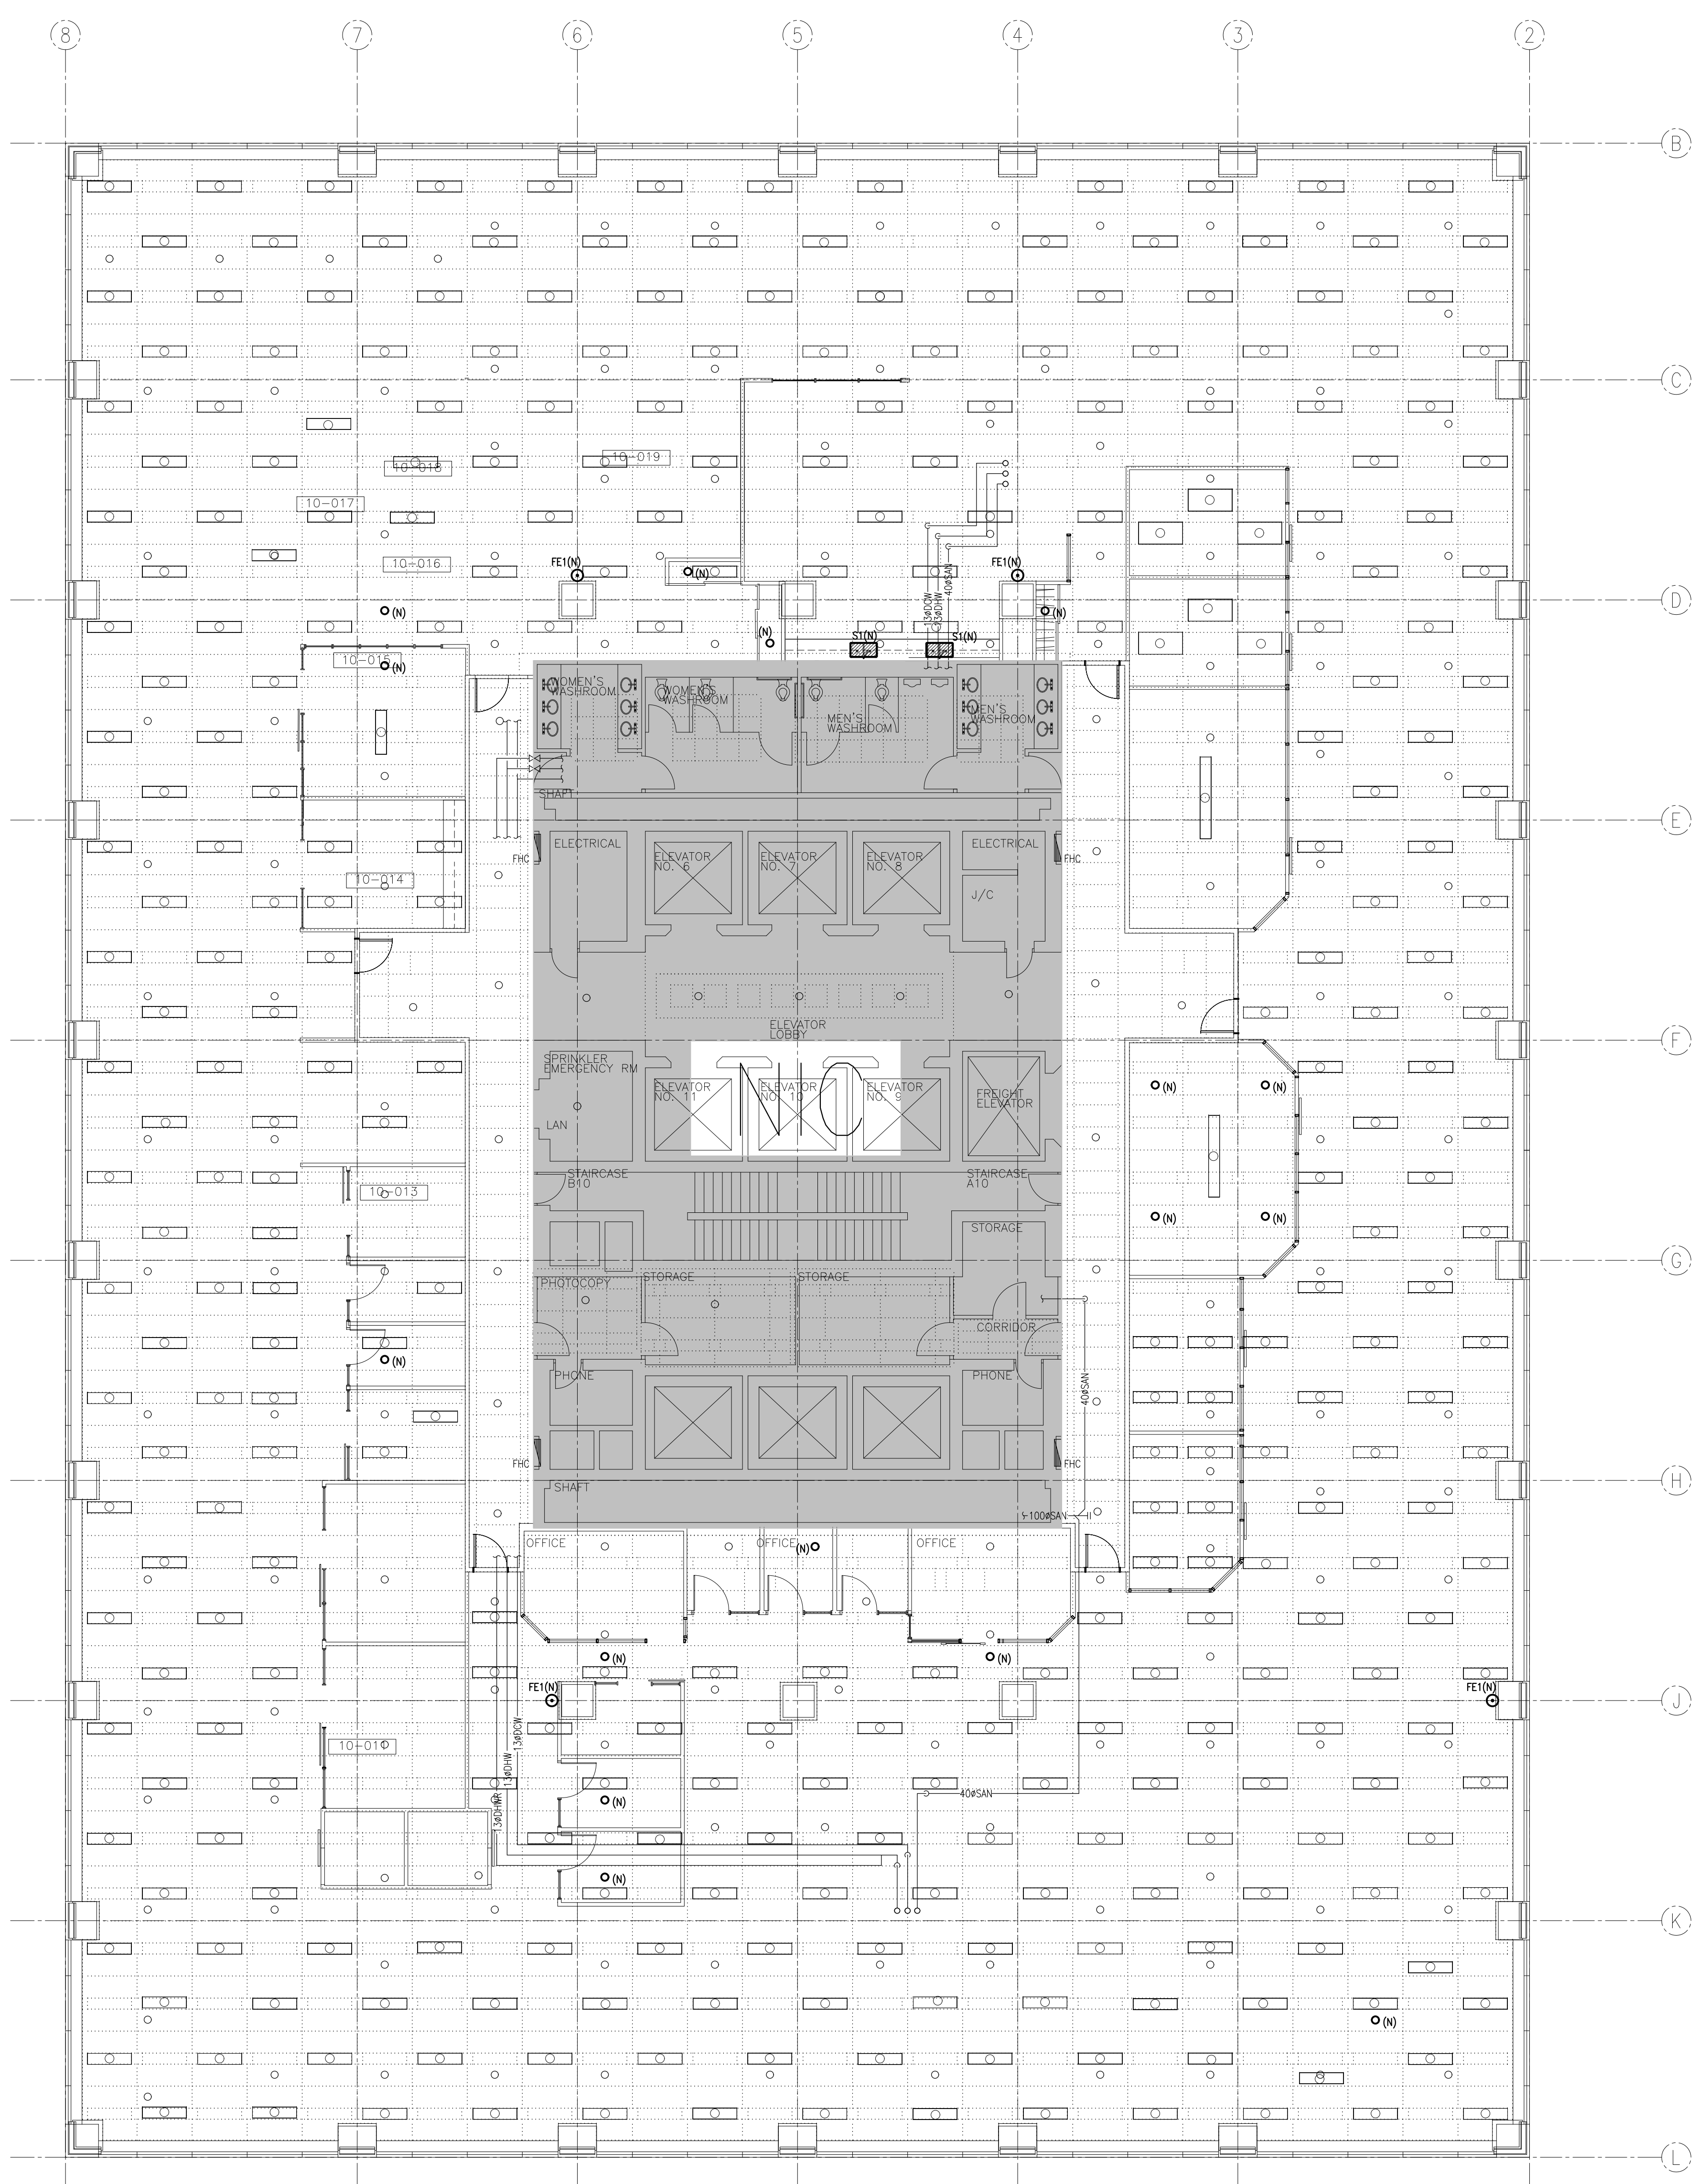 8 7 6 5 4 3 2
B
C
10-019
10-018
10-017
10-016
FE1(N)
(N)
FE1(N)
D
(N)
(N)
13ØDCW
13ØDHW
40ØSAN
(N)
S1(N)
S1(N)
10-015
(N)
WOMEN'S
WASHROOM
WOMEN'S
WASHROOM
MEN'S
WASHROOM
MEN'S
WASHROOM
SHAFT
E
ELECTRICAL
ELECTRICAL
FHC
FHC
ELEVATOR
NO. 6
ELEVATOR
NO. 7
ELEVATOR
NO. 8
10-014
J/C
ELEVATOR
LOBBY
F
SPRINKLER
EMERGENCY RM
NIC
ELEVATOR
NO. 11
ELEVATOR
NO. 10
ELEVATOR
NO. 9
FREIGHT
ELEVATOR
(N)
(N)
LAN
STAIRCASE
B10
STAIRCASE
A10
10-013
(N)
(N)
STORAGE
G
PHOTOCOPY
STORAGE
STORAGE
CORRIDOR
(N)
PHONE
PHONE
40ØSAN
FHC
FHC
H
SHAFT
100ØSAN
OFFICE
OFFICE
(N)
OFFICE
(N)
(N)
FE1(N)
FE1(N)
J
10-011
13ØDCW
13ØDHW
13ØDHWR
40ØSAN
(N)
(N)
K
(N)
L